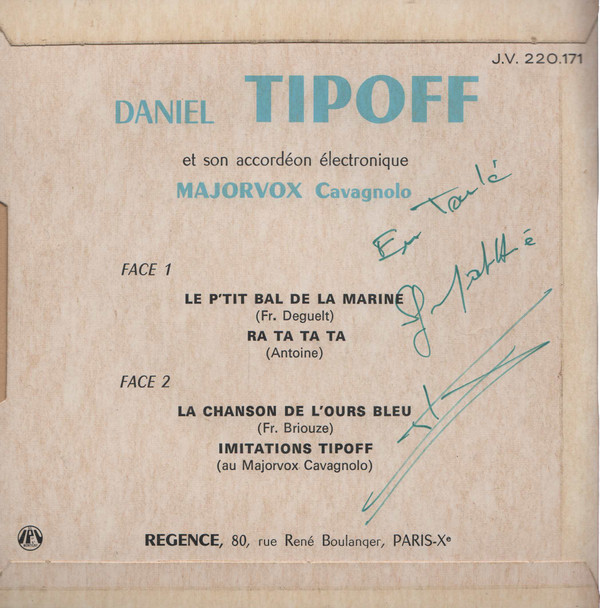 J.V. 220.171
DANIEL TIPOFF
et son accordéon électronique
MAJORVOX Cavagnolo
FACE 1
LE P'TIT BAL DE LA MARINE
(Fr. Deguelt)
RA TA TA TA
(Antoine)
FACE 2
LA CHANSON DE L'OURS BLEU
(Fr. Briouze)
IMITATIONS TIPOFF
(au Majorvox Cavagnolo)
REGENCE, 80, rue René Boulanger, PARIS-Xe